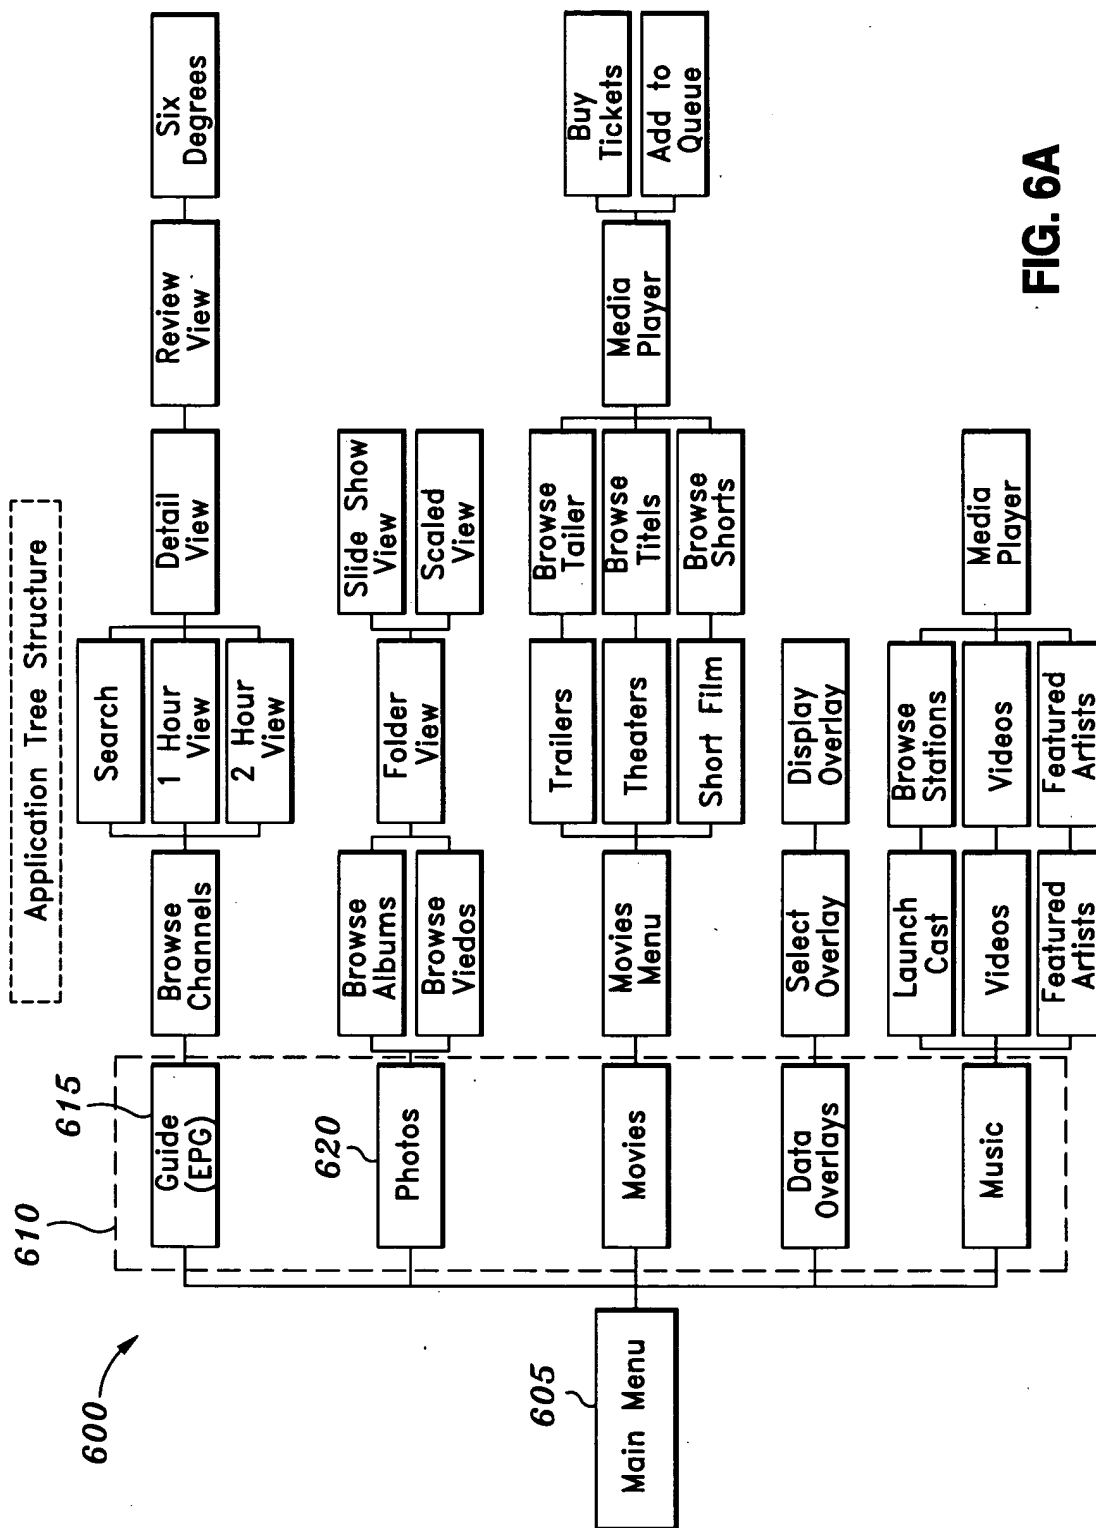 Application Tree Structure
600
605
Main Menu
610
615
Guide
(EPG)
Browse
Channels
Search
1 Hour
View
2 Hour
View
Detail
View
Review
View
Six
Degrees
620
Photos
Browse
Albums
Browse
Viedos
Folder
View
Slide Show
View
Scaled
View
Movies
Movies
Menu
Trailers
Theaters
Short Film
Browse
Tailer
Browse
Titels
Browse
Shorts
Media
Player
Buy
Tickets
Add to
Queue
Data
Overlays
Select
Overlay
Display
Overlay
Music
Launch
Cast
Videos
Featured
Artists
Browse
Stations
Videos
Featured
Artists
Media
Player
FIG. 6A